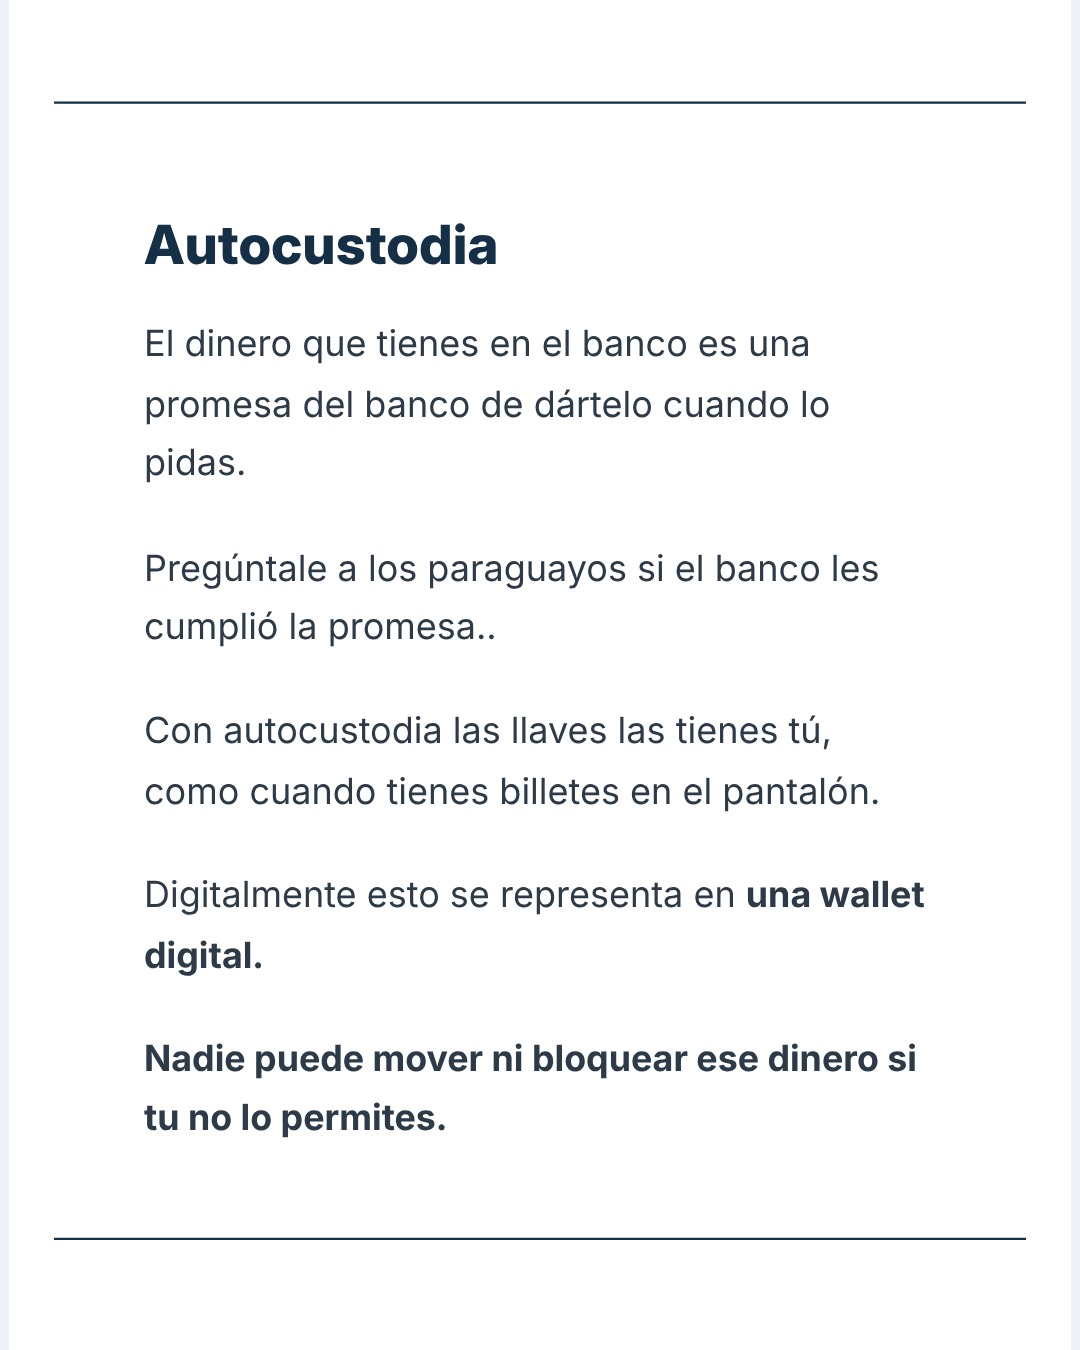 Autocustodia
El dinero que tienes en el banco es una
promesa del banco de dártelo cuando lo
pidas.
Pregúntale a los paraguayos si el banco les
cumplió la promesa..
Con autocustodia las llaves las tienes tú,
como cuando tienes billetes en el pantalón.
Digitalmente esto se representa en una wallet
digital.
Nadie puede mover ni bloquear ese dinero si
tu no lo permites.